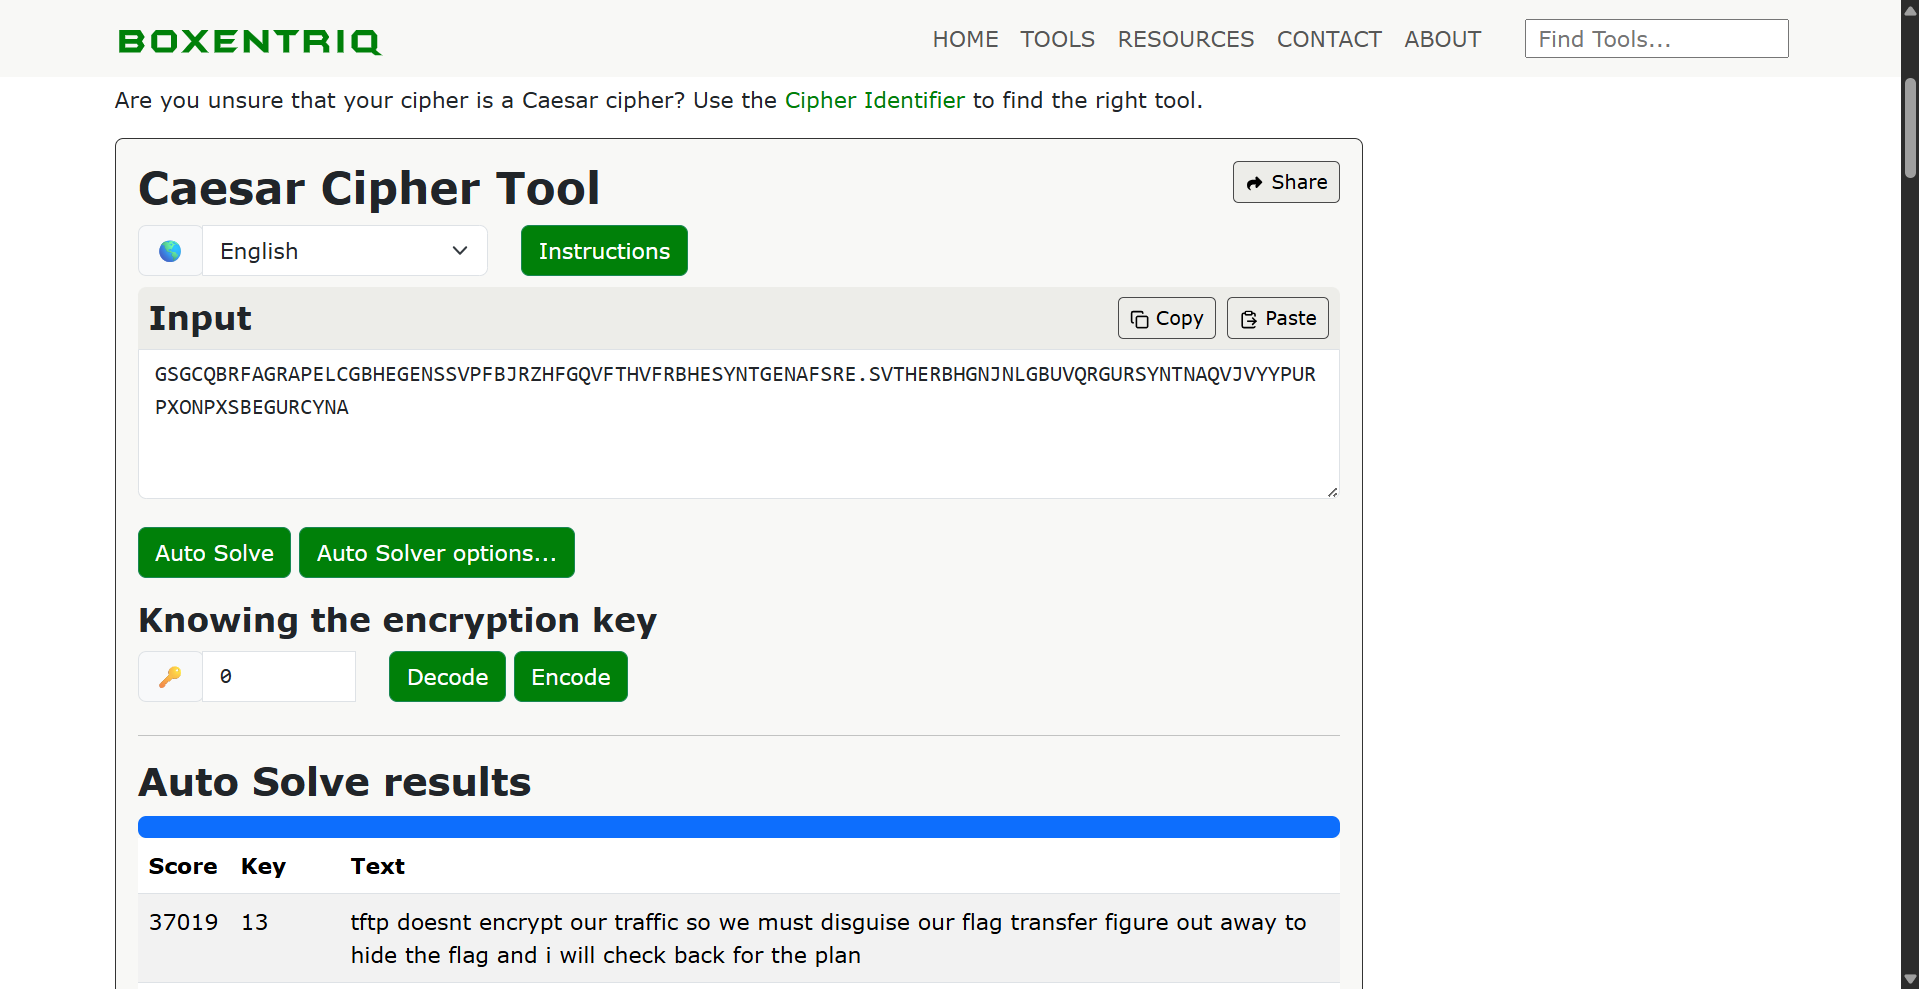 BOXENTRIQ
HOME TOOLS RESOURCES CONTACT ABOUT Find Tools...
Are you unsure that your cipher is a Caesar cipher? Use the Cipher Identifier to find the right tool.
Caesar Cipher Tool
Share
English
Instructions
Input
Copy
Paste
GSGCQBRFAGRAPELCGBHEGENSSVPFBJRZHFGQVFTHVFRBHESYNTGENAFSRE.SVTHERBHGNJNLGBUVQRGURSYNTNAQVJVYYPUR
PXONPXSBEGURCYNA
Auto Solve
Auto Solver options...
Knowing the encryption key
0
Decode
Encode
Auto Solve results
Score Key Text
37019 13 tftp doesnt encrypt our traffic so we must disguise our flag transfer figure out away to
hide the flag and i will check back for the plan